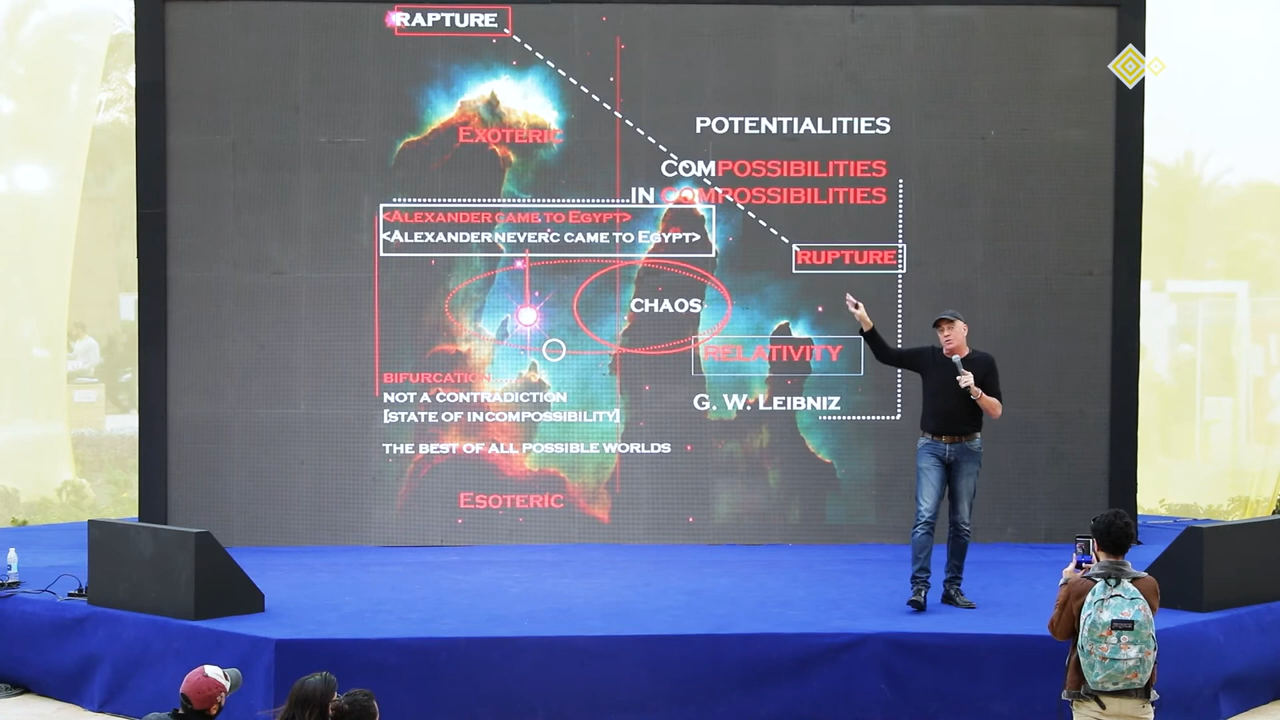 RAPTURE
EXOTERIC
POTENTIALITIES
COMPOSSIBILITIES
IN COMPOSSIBILITIES
<ALEXANDER CAME TO EGYPT>
<ALEXANDER NEVERC CAME TO EGYPT>
RUPTURE
CHAOS
RELATIVITY
BIFURCATION....
NOT A CONTRADICTION
[STATE OF INCOMPOSSIBILITY]
G. W. LEIBNIZ
THE BEST OF ALL POSSIBLE WORLDS
ESOTERIC